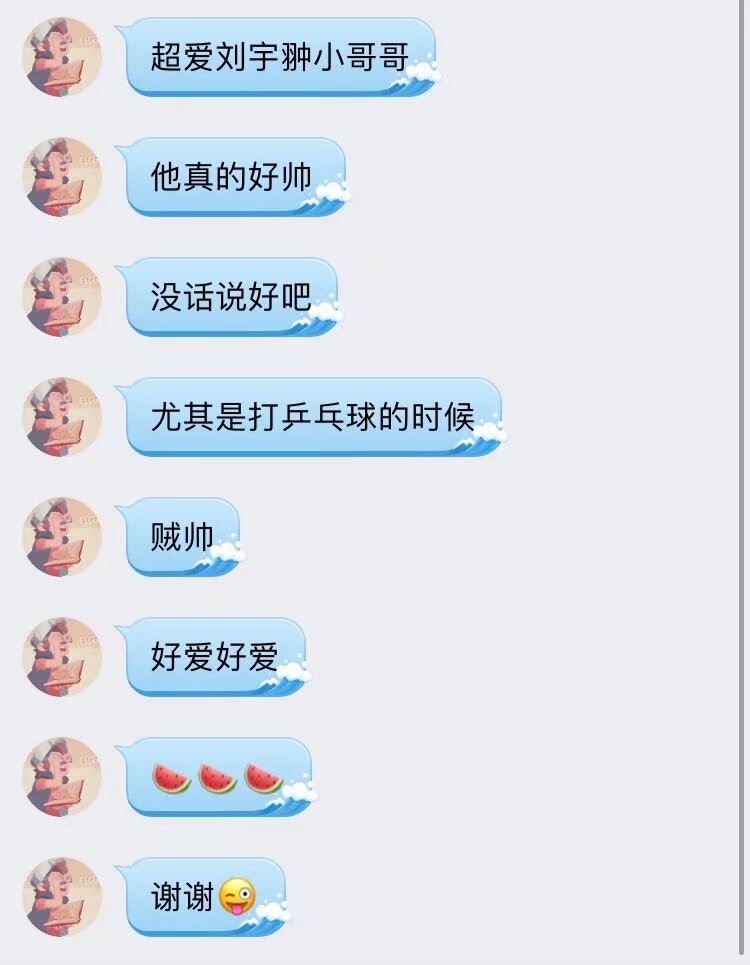 超爱刘宇翀小哥哥
他真的好帅
没话说好吧
尤其是打乒乓球的时候
贼帅
好爱好爱
🍉🍉🍉
谢谢😜